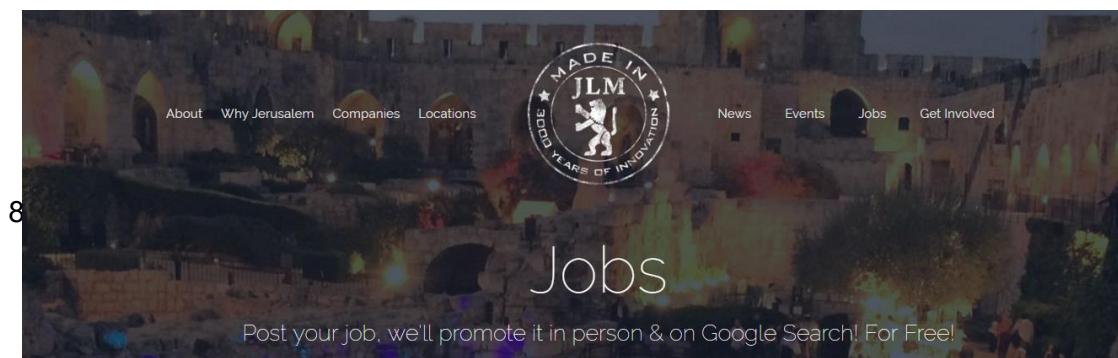 About Why Jerusalem Companies Locations
MADE IN
JLM
3000 YEARS OF INNOVATION
News Events Jobs Get Involved
8
Jobs
Post your job, we'll promote it in person & on Google Search! For Free!